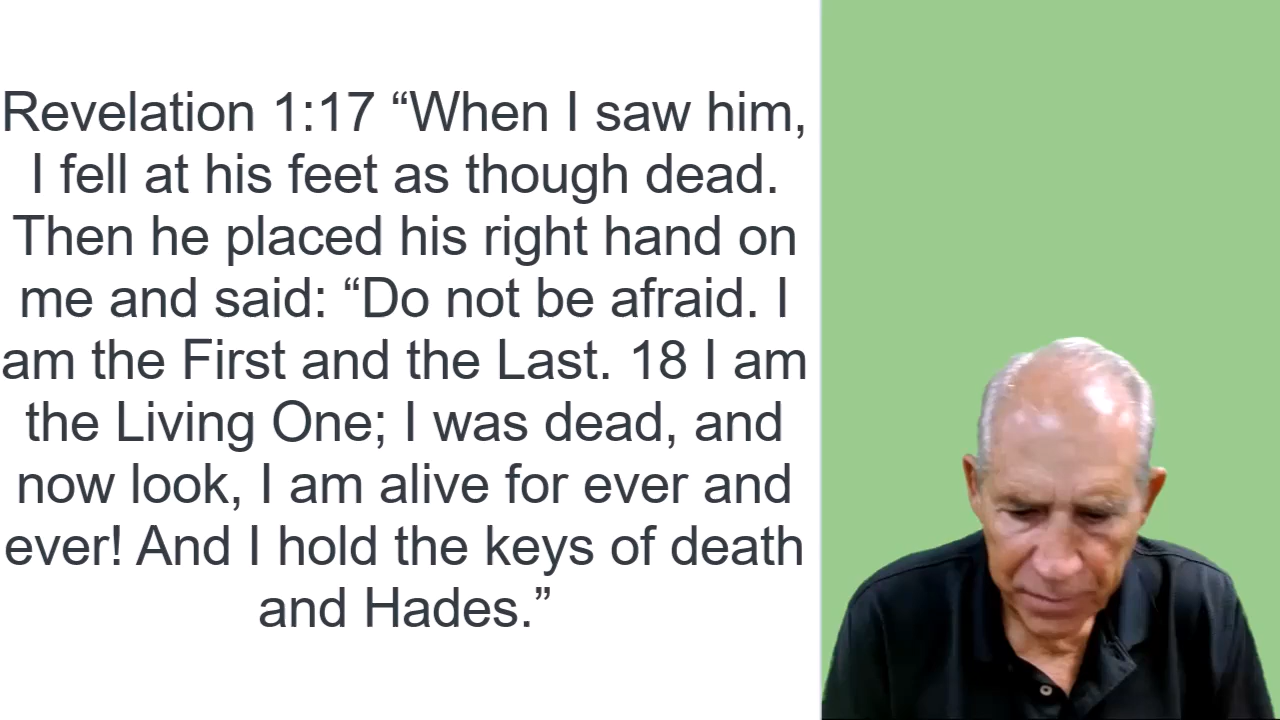 Revelation 1:17 “When I saw him,
I fell at his feet as though dead.
Then he placed his right hand on
me and said: “Do not be afraid. I
am the First and the Last. 18 I am
the Living One; I was dead, and
now look, I am alive for ever and
ever! And I hold the keys of death
and Hades.”